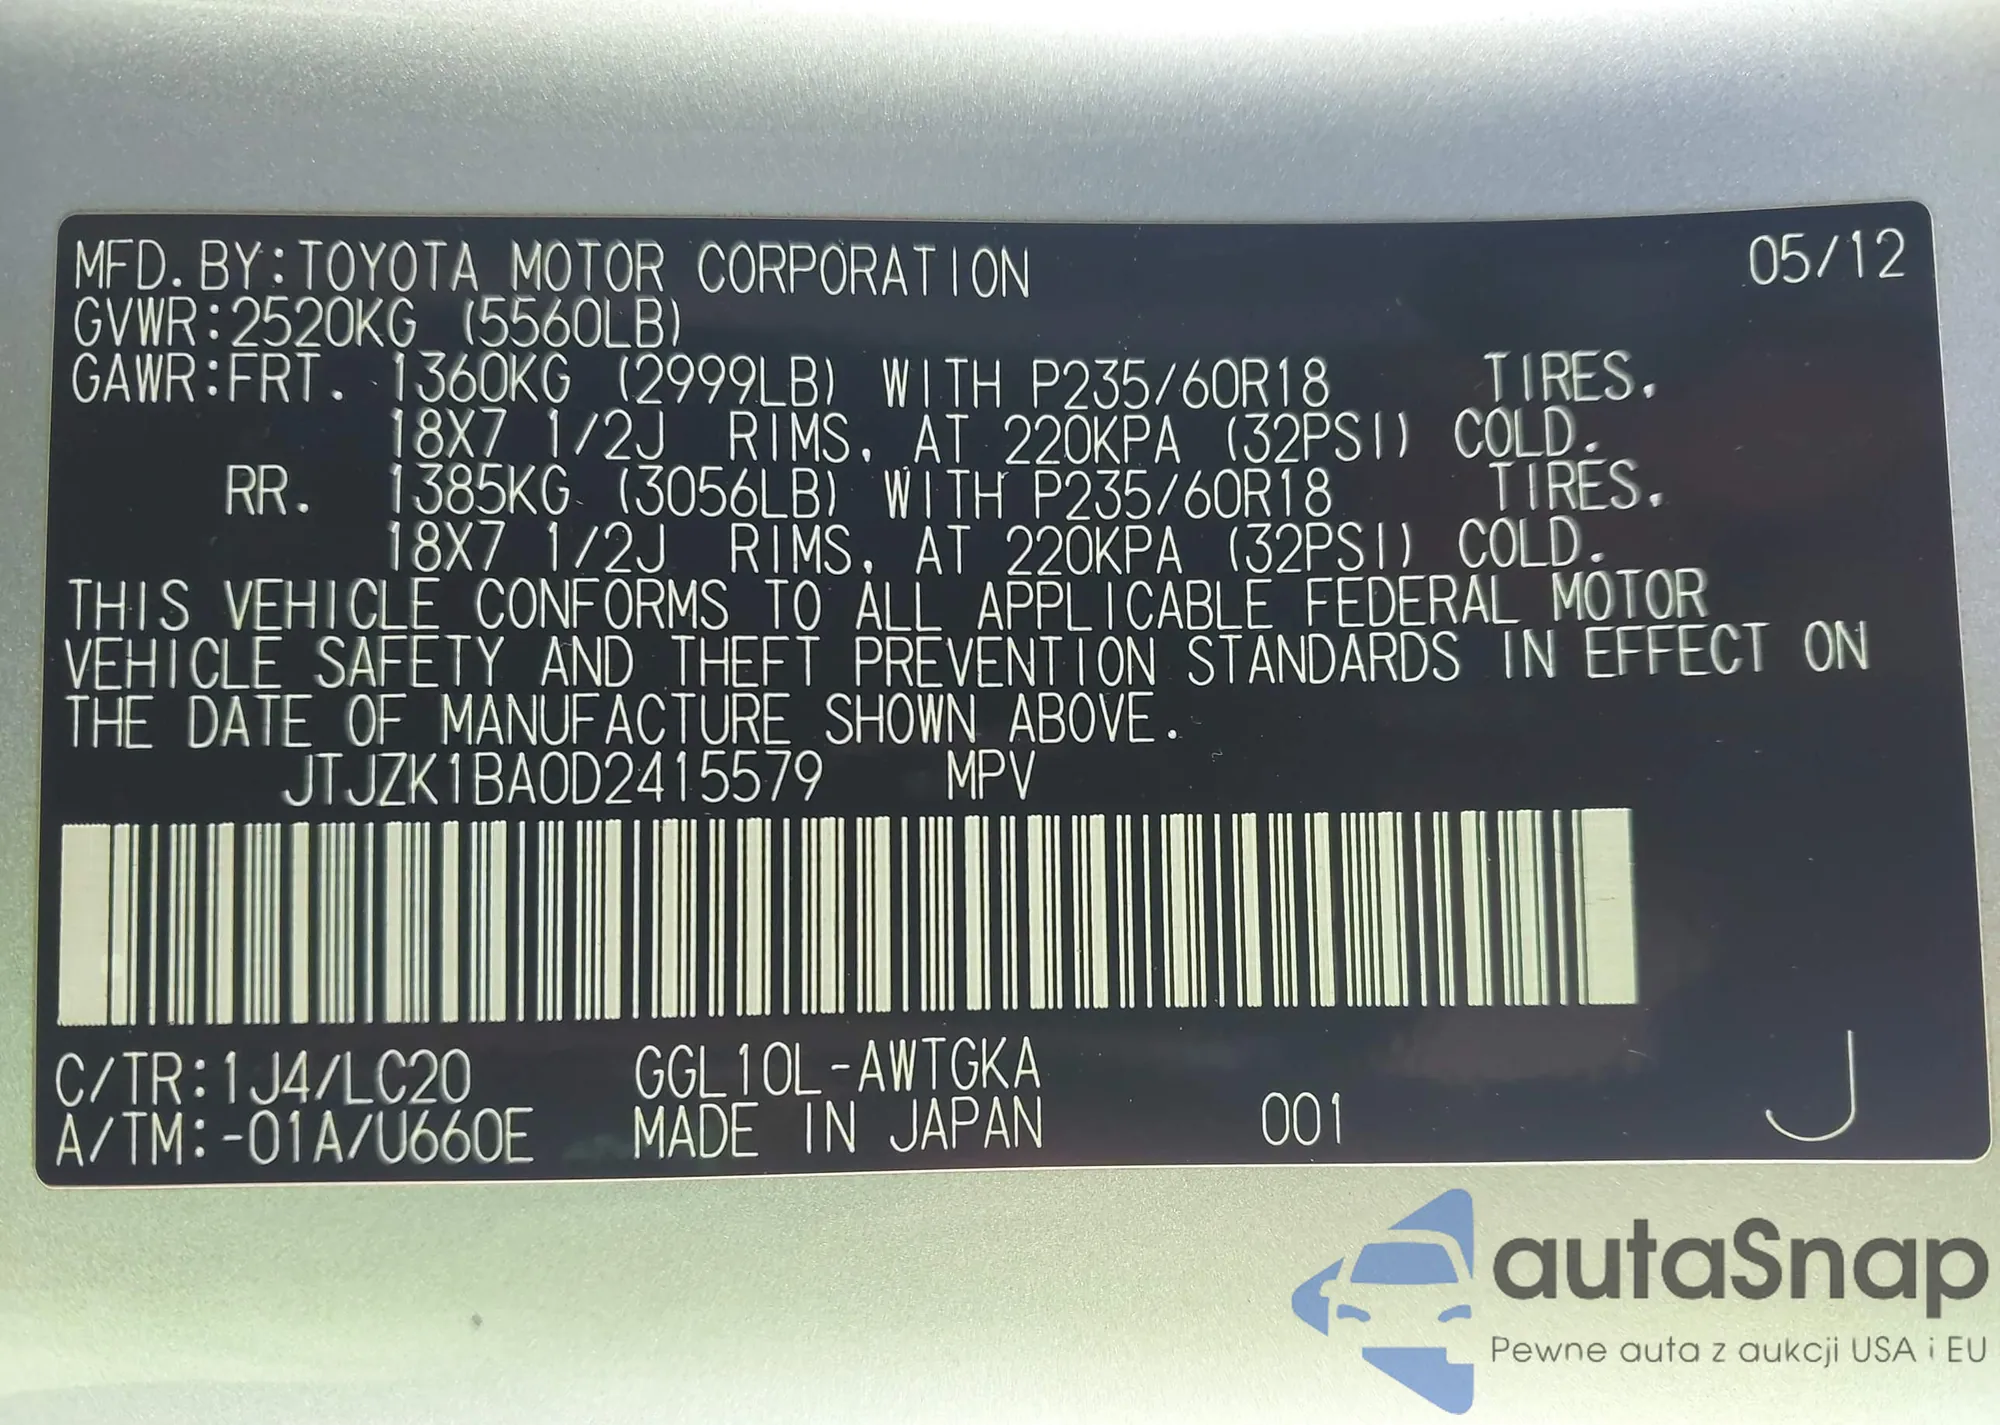 MFD.BY:TOYOTA MOTOR CORPORATION 05/12
GVWR:2520KG (5560LB)
GAWR:FRT. 1360KG (2999LB) WITH P235/60R18 TIRES,
18X7 1/2J RIMS, AT 220KPA (32PSI) COLD.
RR. 1385KG (3056LB) WITH P235/60R18 TIRES,
18X7 1/2J RIMS, AT 220KPA (32PSI) COLD.
THIS VEHICLE CONFORMS TO ALL APPLICABLE FEDERAL MOTOR
VEHICLE SAFETY AND THEFT PREVENTION STANDARDS IN EFFECT ON
THE DATE OF MANUFACTURE SHOWN ABOVE.
JTJZK1BA0D2415579 MPV
C/TR:1J4/LC20 GGL10L-AWTGKA
A/TM:-01A/U660E MADE IN JAPAN 001 J
autaSnap
Pewne auta z aukcji USA i EU